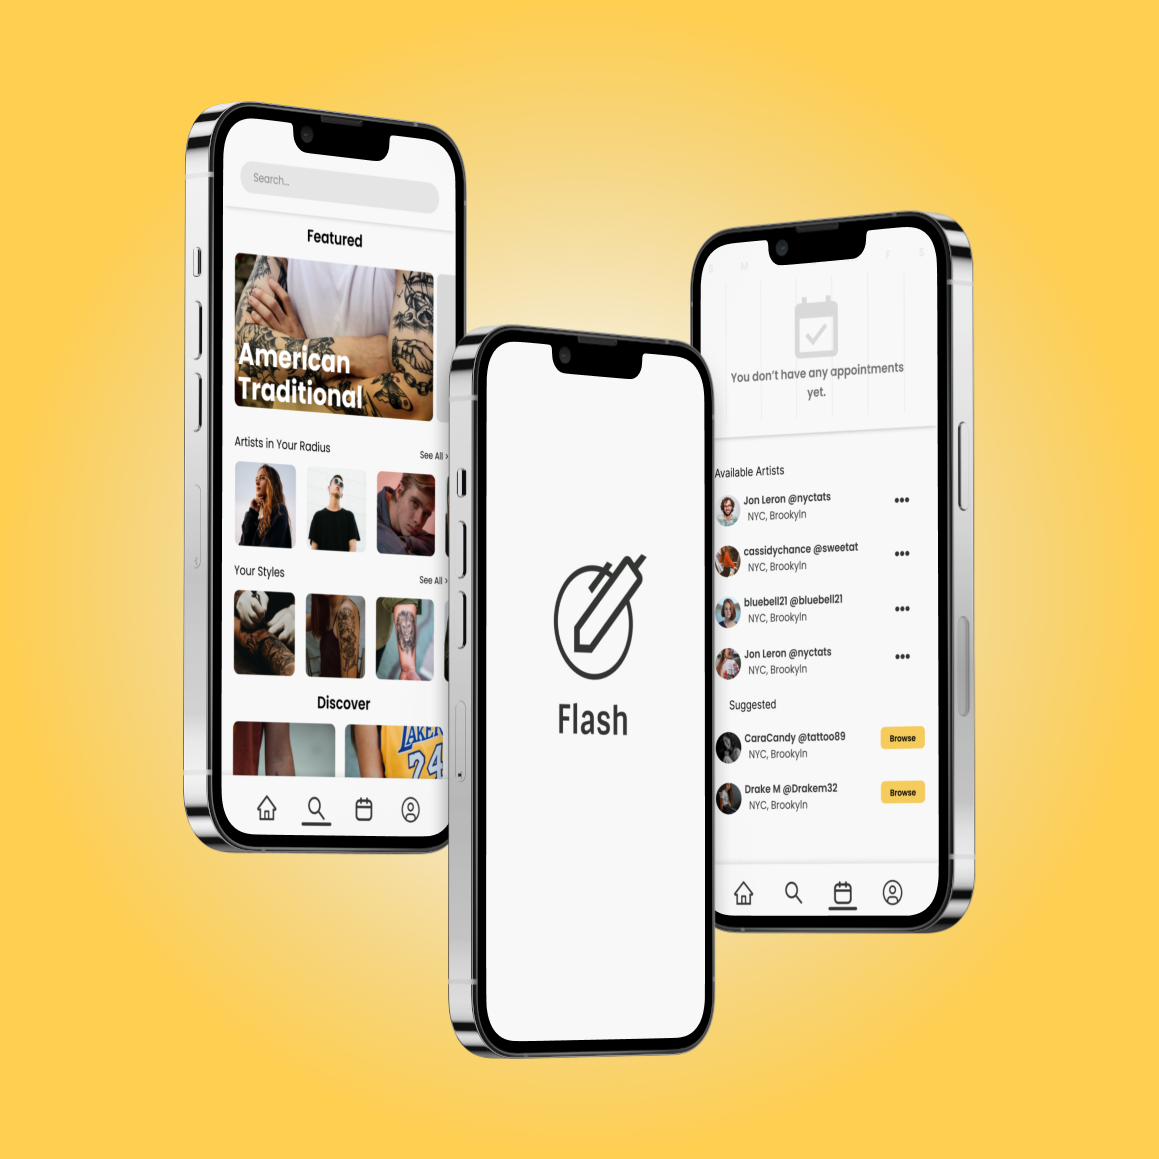 Search...
Featured
American
Traditional
Artists in Your Radius
See All >
Your Styles
See All >
Discover
LAKER
24
Flash
S M F S
You don't have any appointments
yet.
Available Artists
Jon Leron @nyctats
NYC, Brookyln
cassidychance @sweetat
NYC, Brookyln
bluebell21 @bluebell21
NYC, Brookyln
Jon Leron @nyctats
NYC, Brookyln
Suggested
CaraCandy @tattoo89
NYC, Brookyln
Browse
Drake M @Drakem32
NYC, Brookyln
Browse